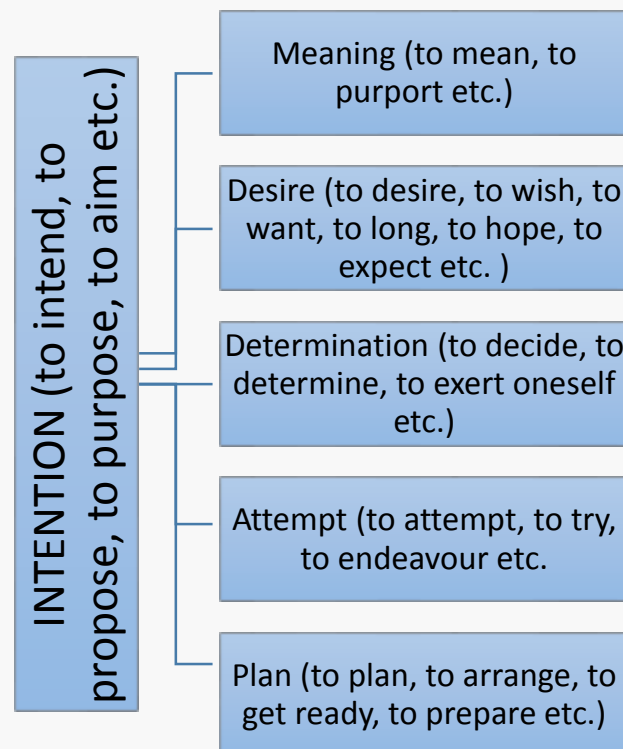 INTENTION (to intend, to
propose, to purpose, to aim etc.)
Meaning (to mean, to
purport etc.)
Desire (to desire, to wish, to
want, to long, to hope, to
expect etc. )
Determination (to decide, to
determine, to exert oneself
etc.)
Attempt (to attempt, to try,
to endeavour etc.
Plan (to plan, to arrange, to
get ready, to prepare etc.)